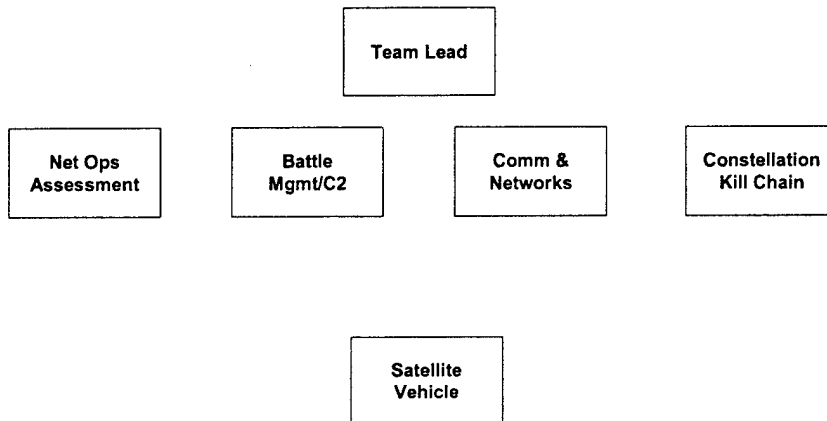 Team Lead
Net Ops
Assessment
Battle
Mgmt/C2
Comm &
Networks
Constellation
Kill Chain
Satellite
Vehicle